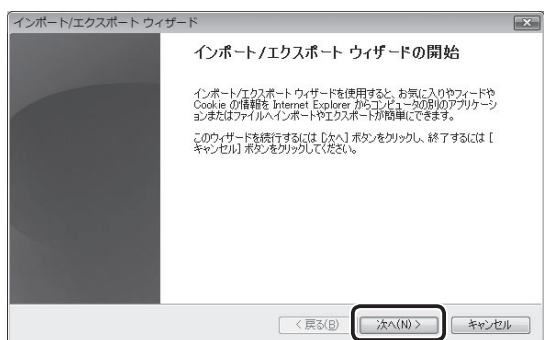 インポート/エクスポート ウィザード
インポート/エクスポート ウィザードの開始
インポート/エクスポート ウィザードを使用すると、お気に入りやフィードや
Cookie の情報を Internet Explorer からコンピュータの別のアプリケーシ
ョンまたはファイルへインポートやエクスポートが簡単にできます。
このウィザードを続行するには [次へ] ボタンをクリックし、終了するには [
キャンセル] ボタンをクリックしてください。
< 戻る(B) 次へ(N) > キャンセル